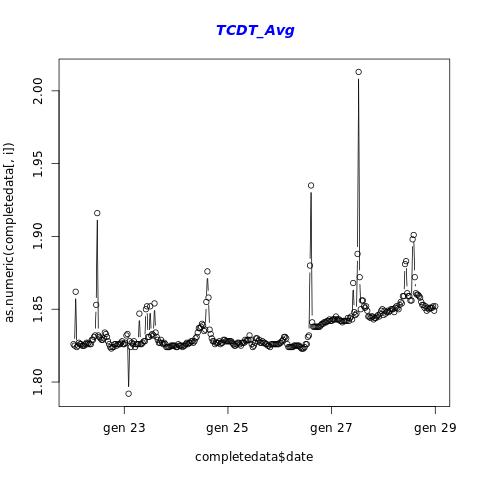 TCDT_Avg
as.numeric(completedata[, i])
2.00
1.95
1.90
1.85
1.80
gen 23 gen 25 gen 27 gen 29
completedata$date